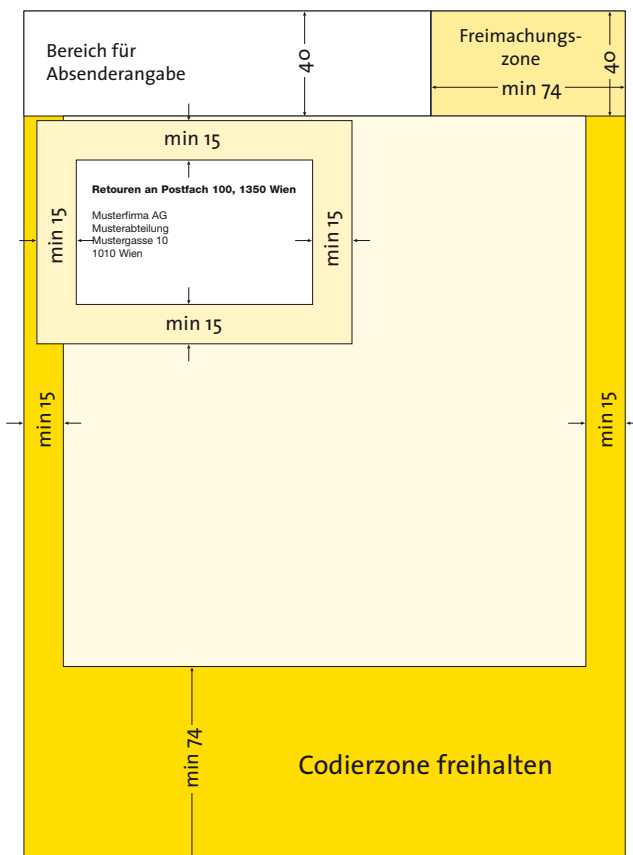 Bereich für
Absenderangabe
40
Freimachungs-
zone
40
min 74
min 15
Retouren an Postfach 100, 1350 Wien
Musterfirma AG
Musterabteilung
Mustergasse 10
1010 Wien
min 15
min 15
min 15
min 15
min 15
min 74
Codierzone freihalten